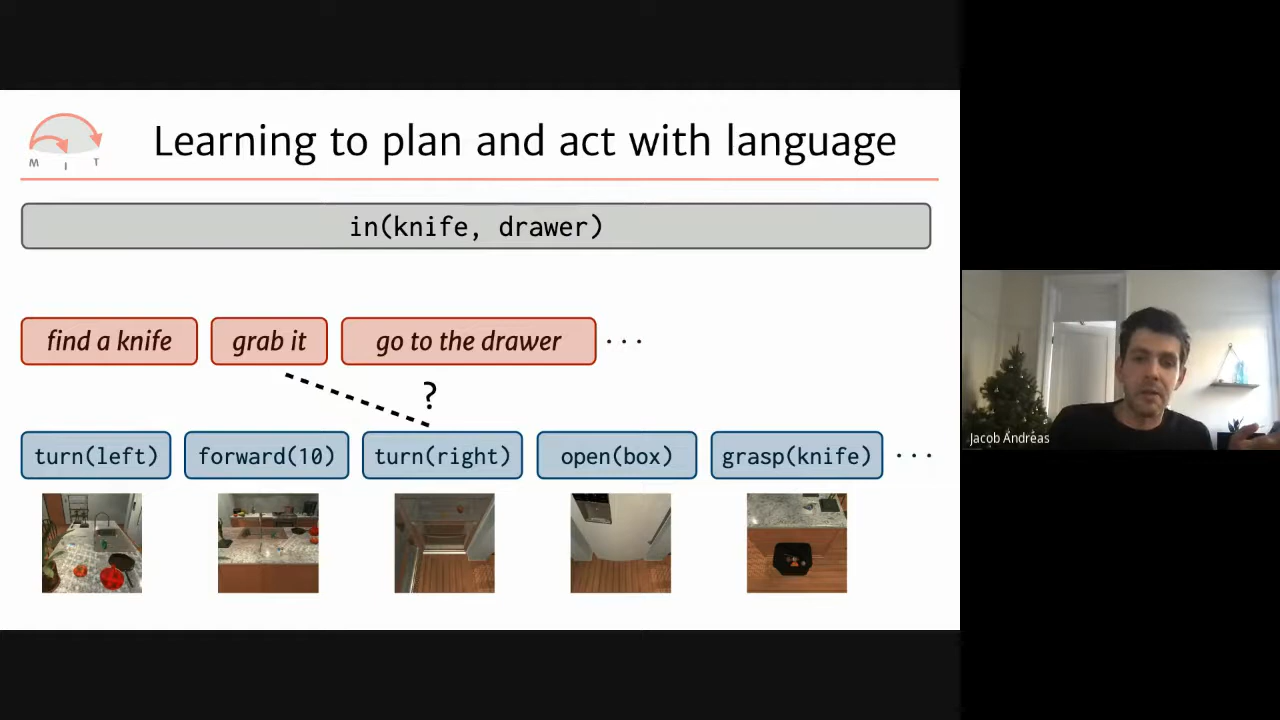 M I T
Learning to plan and act with language
in(knife, drawer)
find a knife grab it go to the drawer ...
?
turn(left) forward(10) turn(right) open(box) grasp(knife) ...
Jacob Andreas